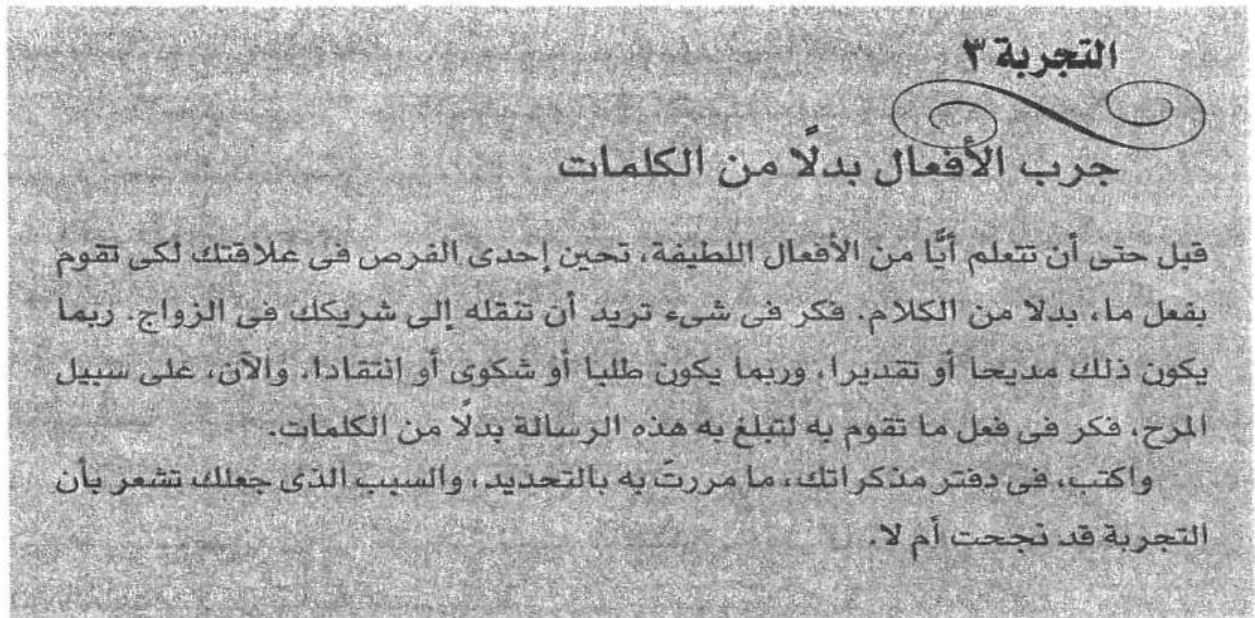 التجربة ٣
جرب الأفعال بدلًا من الكلمات
قبل حتى أن تتعلم أيًّا من الأفعال اللطيفة، تحين إحدى الفرص فى علاقتك لكى تقوم
بفعل ما، بدلا من الكلام. فكر فى شىء تريد أن تنقله إلى شريكك فى الزواج. ربما
يكون ذلك مديحا أو تقديرا، وربما يكون طلبا أو شكوى أو انتقادا. والآن، على سبيل
المرح، فكر فى فعل ما تقوم به لتبلغ به هذه الرسالة بدلًا من الكلمات.
واكتب، فى دفتر مذكراتك، ما مررتَ به بالتحديد، والسبب الذى جعلك تشعر بأن
التجربة قد نجحت أم لا.